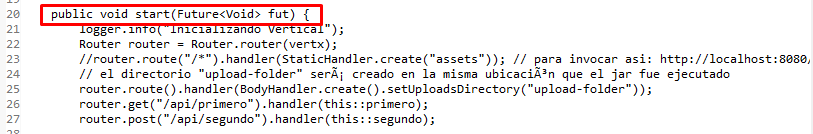 20 public void start(Future<Void> fut) {
21 logger.info("Inicializando Vertical");
22 Router router = Router.router(vertx);
23 //router.route("/*").handler(StaticHandler.create("assets")); // para invocar asi: http://localhost:8080/
24 // el directorio "upload-folder" serÃ¡ creado en la misma ubicaciÃ³n que el jar fue ejecutado
25 router.route().handler(BodyHandler.create().setUploadsDirectory("upload-folder"));
26 router.get("/api/primero").handler(this::primero);
27 router.post("/api/segundo").handler(this::segundo);